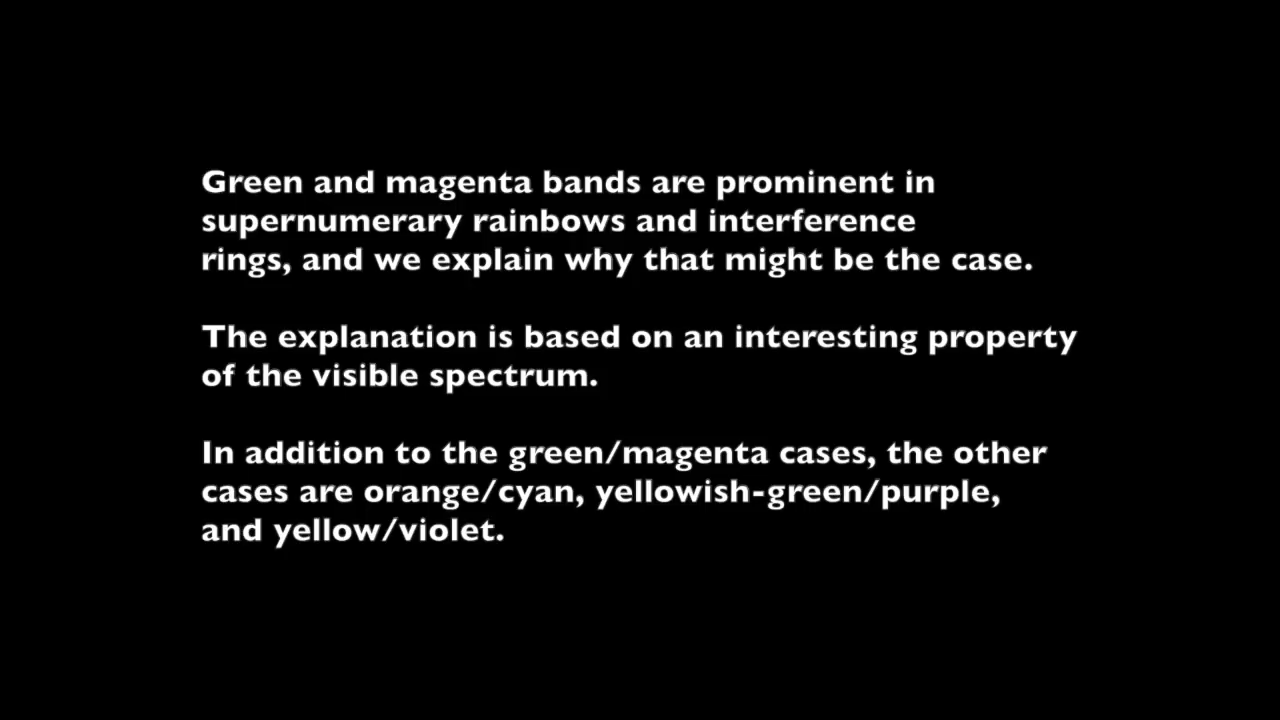 Green and magenta bands are prominent in
supernumerary rainbows and interference
rings, and we explain why that might be the case.
The explanation is based on an interesting property
of the visible spectrum.
In addition to the green/magenta cases, the other
cases are orange/cyan, yellowish-green/purple,
and yellow/violet.